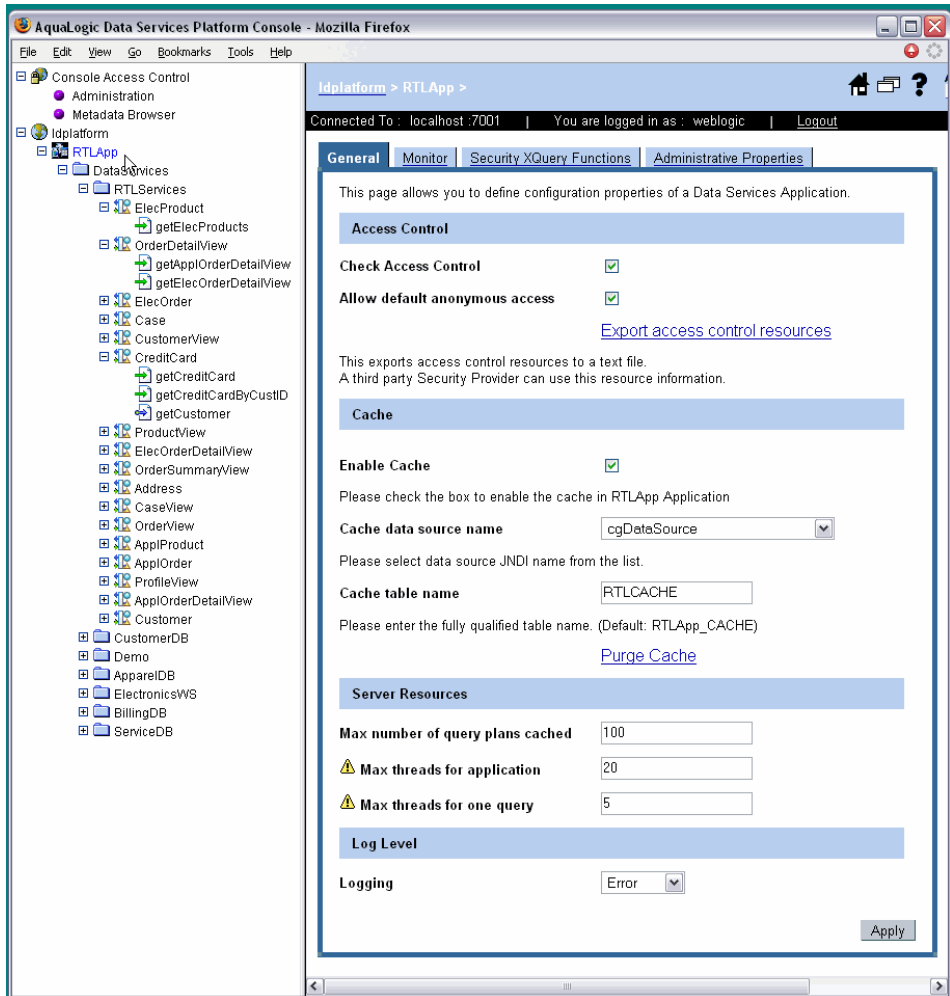 AquaLogic Data Services Platform Console - Mozilla Firefox
File Edit View Go Bookmarks Tools Help
Console Access Control
Administration
Metadata Browser
ldplatform
RTLApp
DataServices
RTLServices
ElecProduct
getElecProducts
OrderDetailView
getApplOrderDetailView
getElecOrderDetailView
ElecOrder
Case
CustomerView
CreditCard
getCreditCard
getCreditCardByCustID
getCustomer
ProductView
ElecOrderDetailView
OrderSummaryView
Address
CaseView
OrderView
ApplProduct
ApplOrder
ProfileView
ApplOrderDetailView
Customer
CustomerDB
Demo
ApparelDB
ElectronicsWS
BillingDB
ServiceDB
ldplatform > RTLApp >
Connected To : localhost :7001 | You are logged in as : weblogic | Logout
General Monitor Security XQuery Functions Administrative Properties
This page allows you to define configuration properties of a Data Services Application.
Access Control
Check Access Control
Allow default anonymous access
Export access control resources
This exports access control resources to a text file.
A third party Security Provider can use this resource information.
Cache
Enable Cache
Please check the box to enable the cache in RTLApp Application
Cache data source name cgDataSource
Please select data source JNDI name from the list.
Cache table name RTLCACHE
Please enter the fully qualified table name. (Default: RTLApp_CACHE)
Purge Cache
Server Resources
Max number of query plans cached 100
Max threads for application 20
Max threads for one query 5
Log Level
Logging Error
Apply